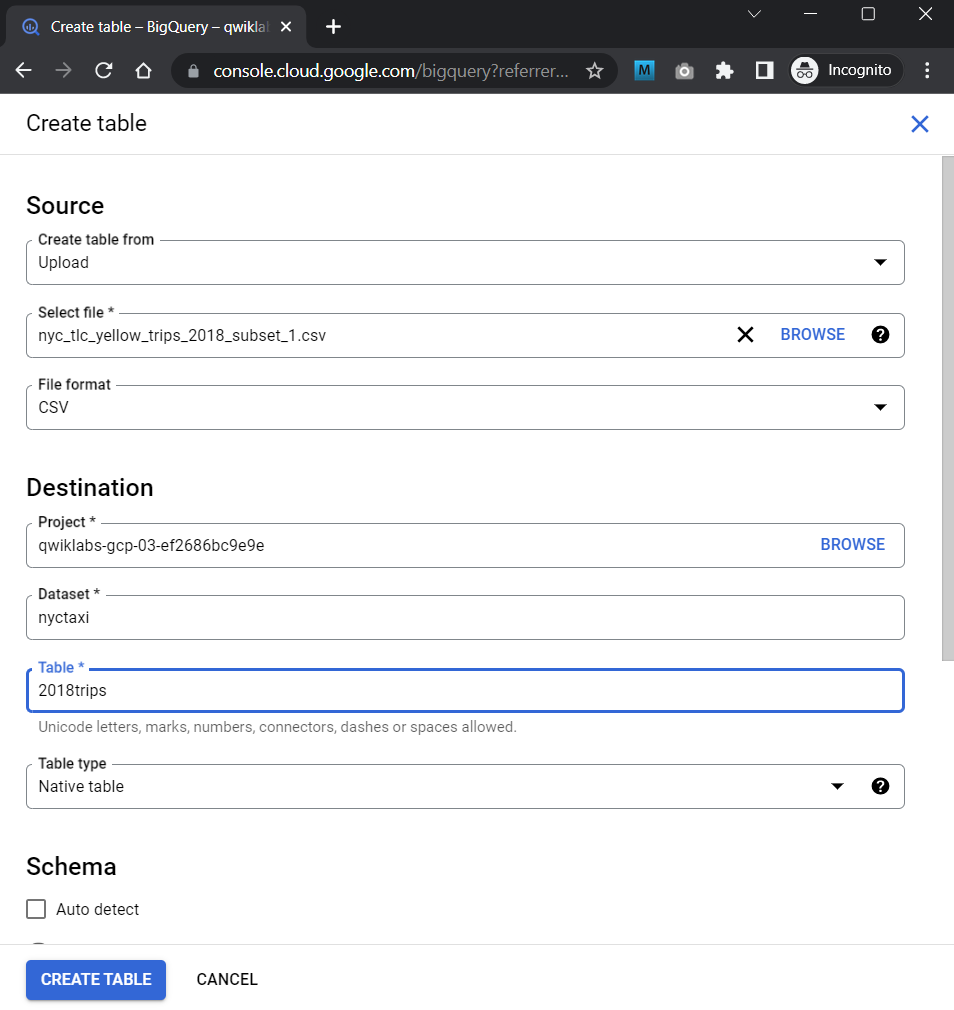 Create table – BigQuery – qwikla
console.cloud.google.com/bigquery?referrer...
M
Incognito
Create table
Source
Create table from
Upload
Select file *
nyc_tlc_yellow_trips_2018_subset_1.csv
BROWSE
File format
CSV
Destination
Project *
qwiklabs-gcp-03-ef2686bc9e9e
BROWSE
Dataset *
nyctaxi
Table *
2018trips
Unicode letters, marks, numbers, connectors, dashes or spaces allowed.
Table type
Native table
Schema
Auto detect
CREATE TABLE
CANCEL